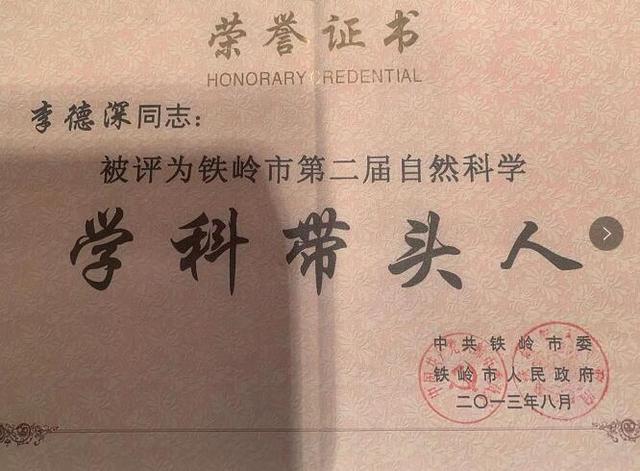 荣誉证书
HONORARY CREDENTIAL
李德深同志：
被评为铁岭市第二届自然科学
学科带头人
中共铁岭市委
铁岭市人民政府
二〇一三年八月